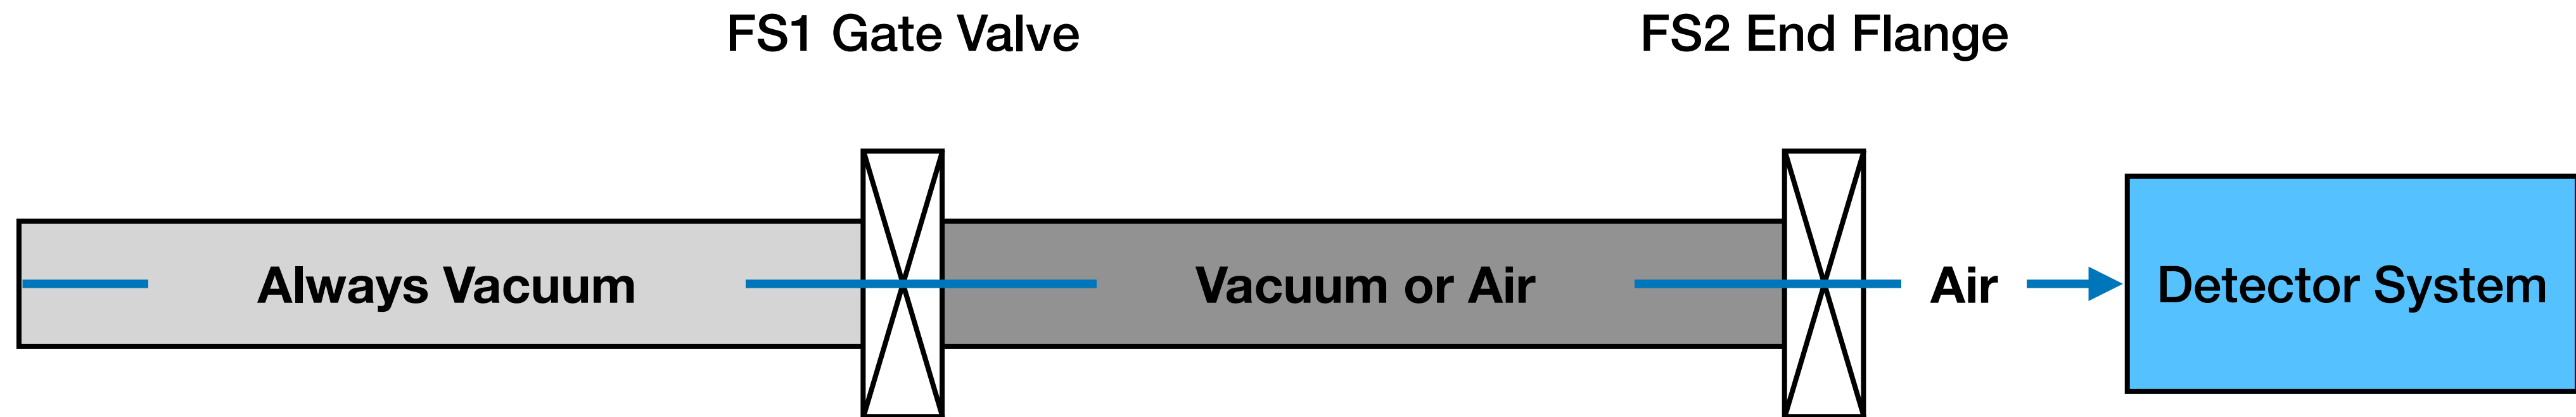 FS1 Gate Valve
FS2 End Flange
Always Vacuum
Vacuum or Air
Air
Detector System